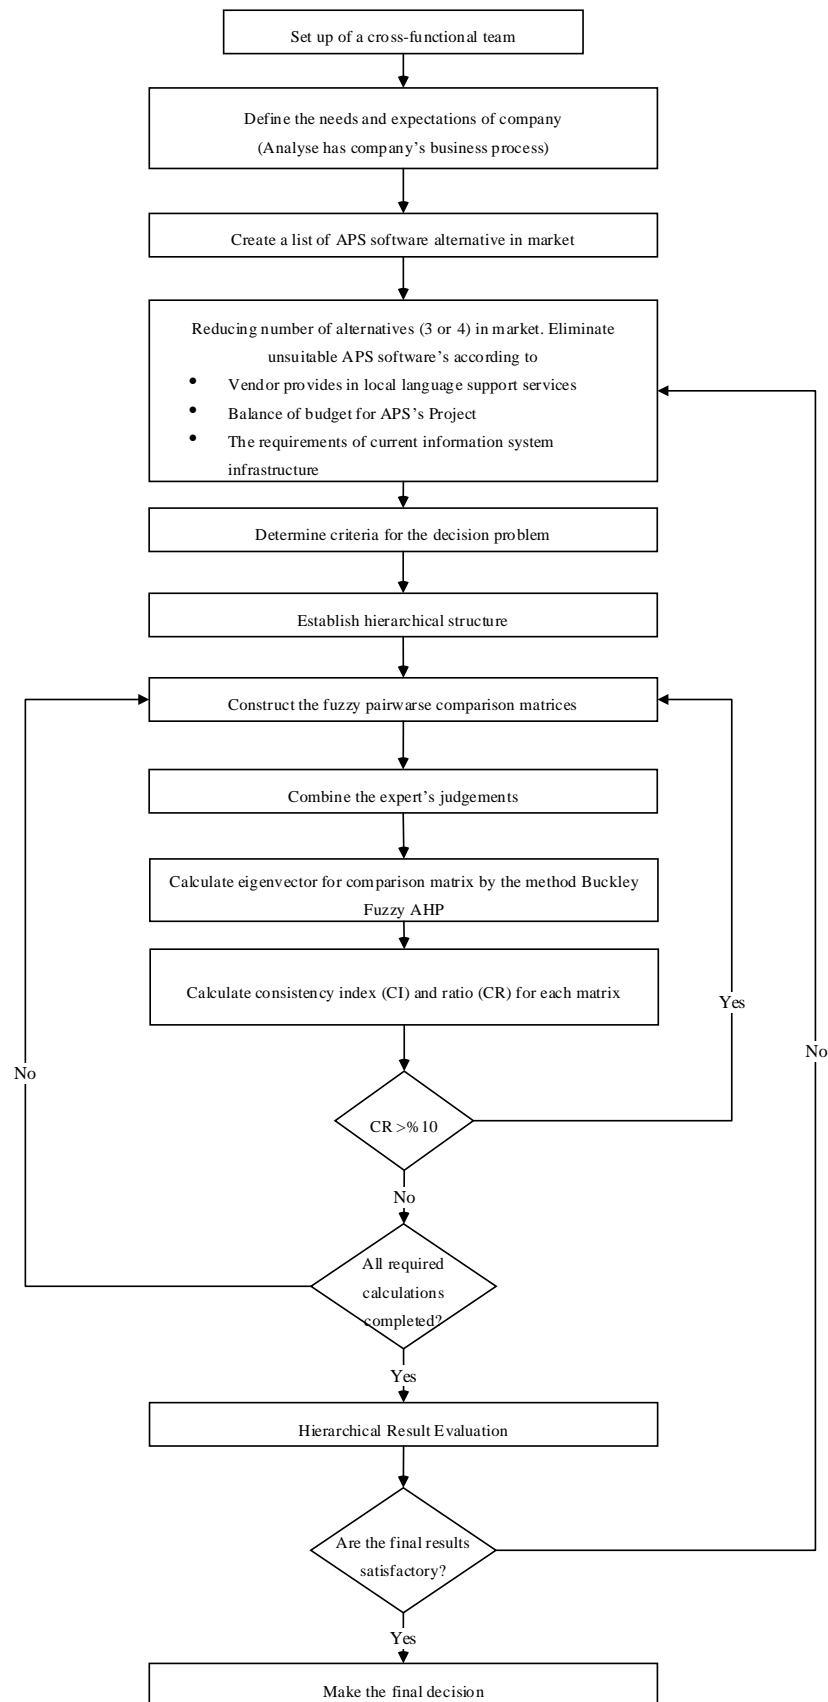 Set up of a cross-functional team
Define the needs and expectations of company
(Analyse has company's business process)
Create a list of APS software alternative in market
Reducing number of alternatives (3 or 4) in market. Eliminate
unsuitable APS software's according to
• Vendor provides in local language support services
• Balance of budget for APS's Project
• The requirements of current information system
infrastructure
Determine criteria for the decision problem
Establish hierarchical structure
Construct the fuzzy pairwarse comparison matrices
Combine the expert's judgements
Calculate eigenvector for comparison matrix by the method Buckley
Fuzzy AHP
Calculate consistency index (CI) and ratio (CR) for each matrix
Yes
No
No
CR >%10
No
All required
calculations
completed?
Yes
Hierarchical Result Evaluation
Are the final results
satisfactory?
Yes
Make the final decision